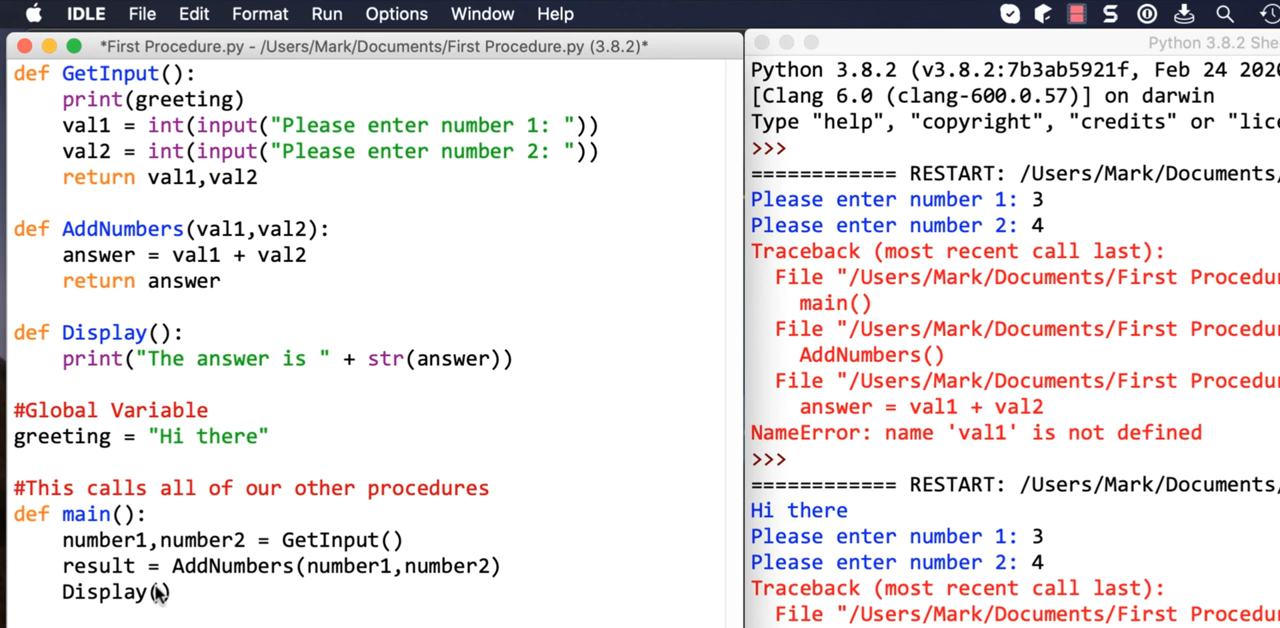 IDLE File Edit Format Run Options Window Help
*First Procedure.py - /Users/Mark/Documents/First Procedure.py (3.8.2)*
def GetInput():
    print(greeting)
    val1 = int(input("Please enter number 1: "))
    val2 = int(input("Please enter number 2: "))
    return val1,val2
def AddNumbers(val1,val2):
    answer = val1 + val2
    return answer
def Display():
    print("The answer is " + str(answer))
#Global Variable
greeting = "Hi there"
#This calls all of our other procedures
def main():
    number1,number2 = GetInput()
    result = AddNumbers(number1,number2)
    Display()
Python 3.8.2 She
Python 3.8.2 (v3.8.2:7b3ab5921f, Feb 24 2020
[Clang 6.0 (clang-600.0.57)] on darwin
Type "help", "copyright", "credits" or "lice
>>>
============ RESTART: /Users/Mark/Documents/
Please enter number 1: 3
Please enter number 2: 4
Traceback (most recent call last):
  File "/Users/Mark/Documents/First Procedur
    main()
  File "/Users/Mark/Documents/First Procedur
    AddNumbers()
  File "/Users/Mark/Documents/First Procedur
    answer = val1 + val2
NameError: name 'val1' is not defined
>>>
============ RESTART: /Users/Mark/Documents/
Hi there
Please enter number 1: 3
Please enter number 2: 4
Traceback (most recent call last):
  File "/Users/Mark/Documents/First Procedur